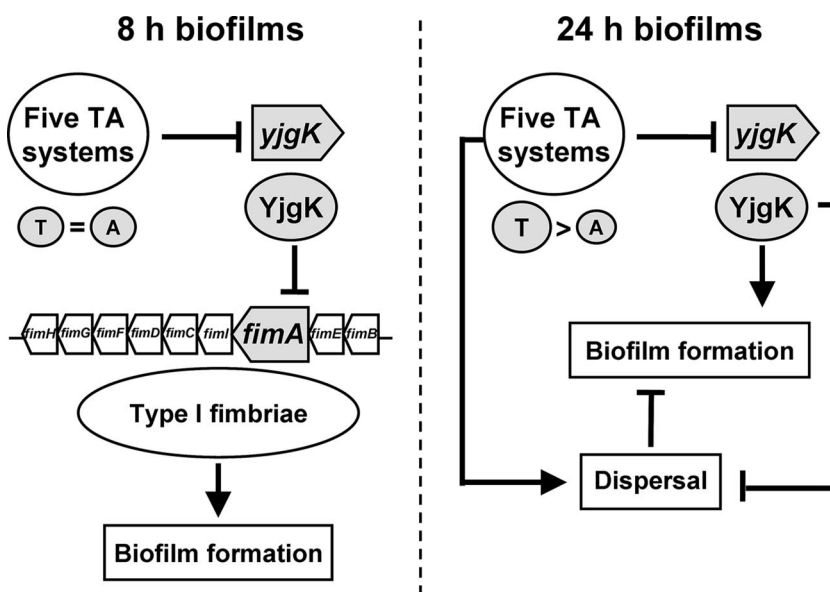 8 h biofilms
Five TA
systems
yjgK
T = A
YjgK
fimH fimG fimF fimD fimC fimI fimA fimE fimB
Type I fimbriae
Biofilm formation
24 h biofilms
Five TA
systems
yjgK
T > A
YjgK
Biofilm formation
Dispersal